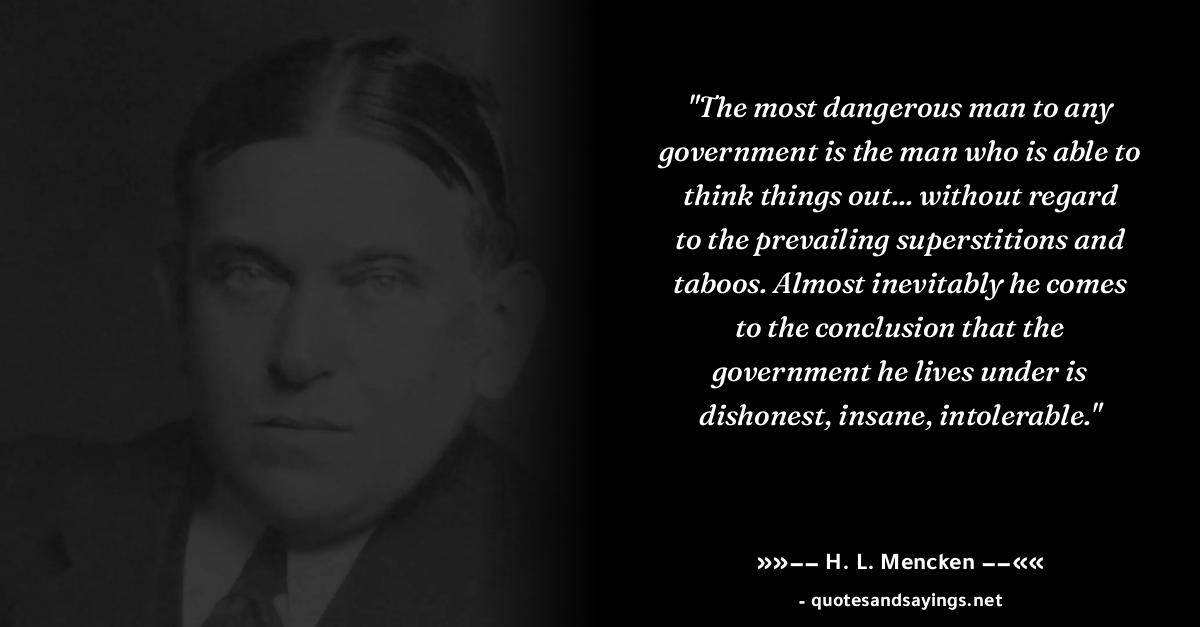 "The most dangerous man to any
government is the man who is able to
think things out... without regard
to the prevailing superstitions and
taboos. Almost inevitably he comes
to the conclusion that the
government he lives under is
dishonest, insane, intolerable."
»»−− H. L. Mencken −−««
- quotesandsayings.net